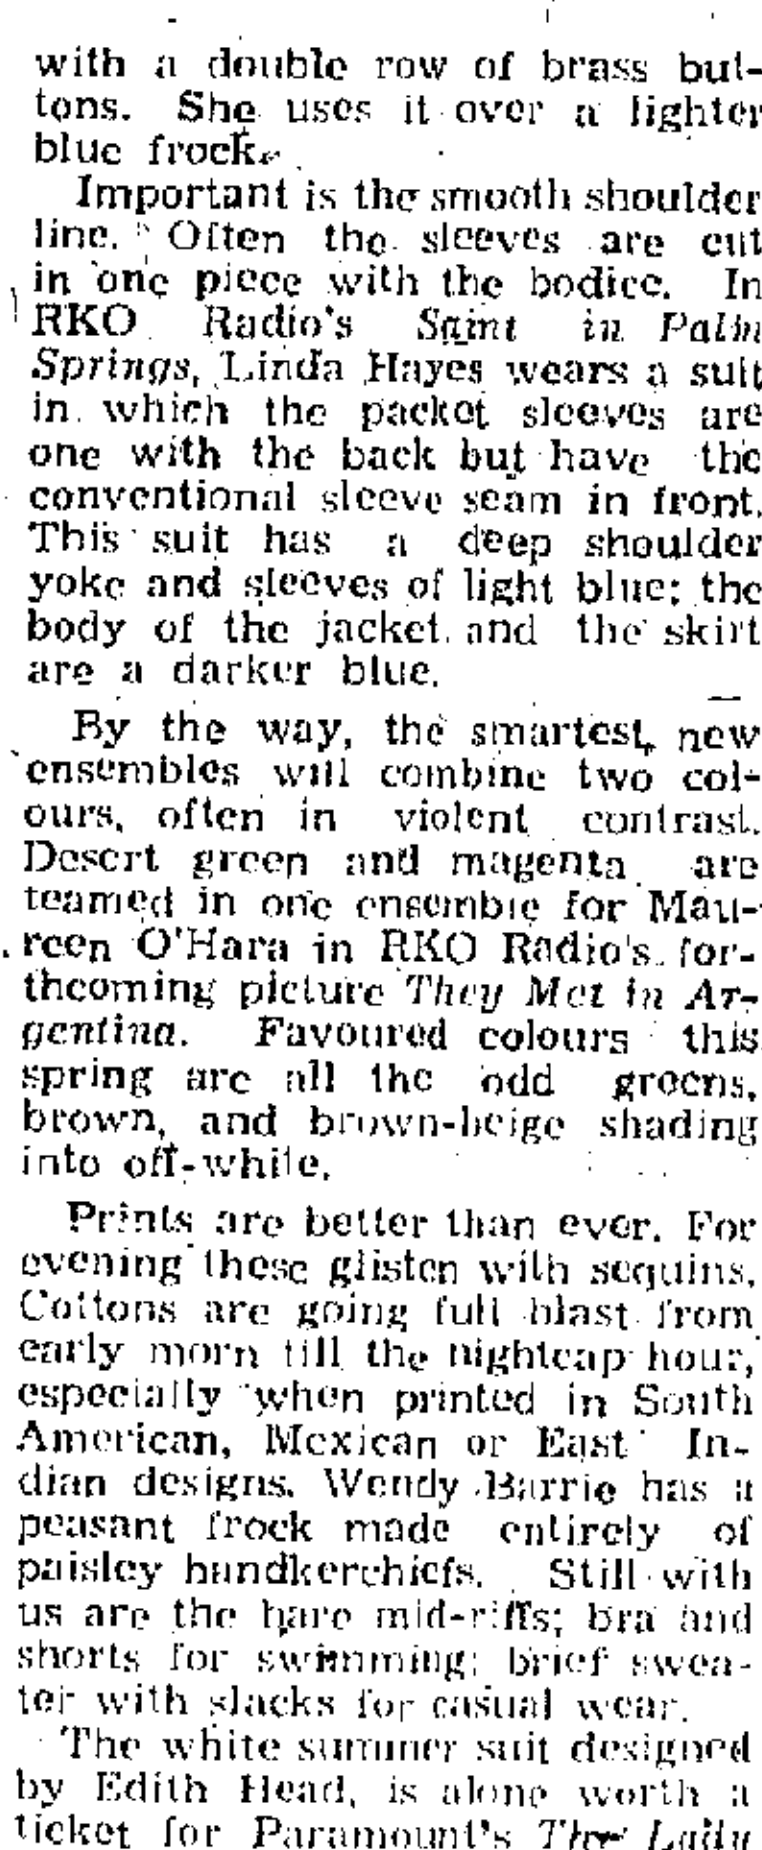 with a double row of brass but-
tons. She uses it over a lighter
blue frock.
Important is the smooth shoulder
line. Often the sleeves are cut
in one piece with the bodice. In
RKO Radio's Saint in Palm
Springs, Linda Hayes wears a suit
in which the packet sleeves are
one with the back but have the
conventional sleeve seam in front.
This suit has a deep shoulder
yoke and sleeves of light blue; the
body of the jacket and the skirt
are a darker blue.
By the way, the smartest new
ensembles will combine two col-
ours, often in violent contrast.
Desert green and magenta are
teamed in one ensemble for Mau-
reen O'Hara in RKO Radio's for-
thcoming picture They Met in Ar-
gentina. Favoured colours this
spring are all the odd greens,
brown, and brown-beige shading
into off-white.
Prints are better than ever. For
evening these glisten with sequins.
Cottons are going full blast from
early morn till the nightcap hour,
especially when printed in South
American, Mexican or East In-
dian designs. Wendy Barrie has a
peasant frock made entirely of
paisley handkerchiefs. Still with
us are the bare mid-riffs; bra and
shorts for swimming; brief swea-
ter with slacks for casual wear.
The white summer suit designed
by Edith Head, is alone worth a
ticket for Paramount's The Lady